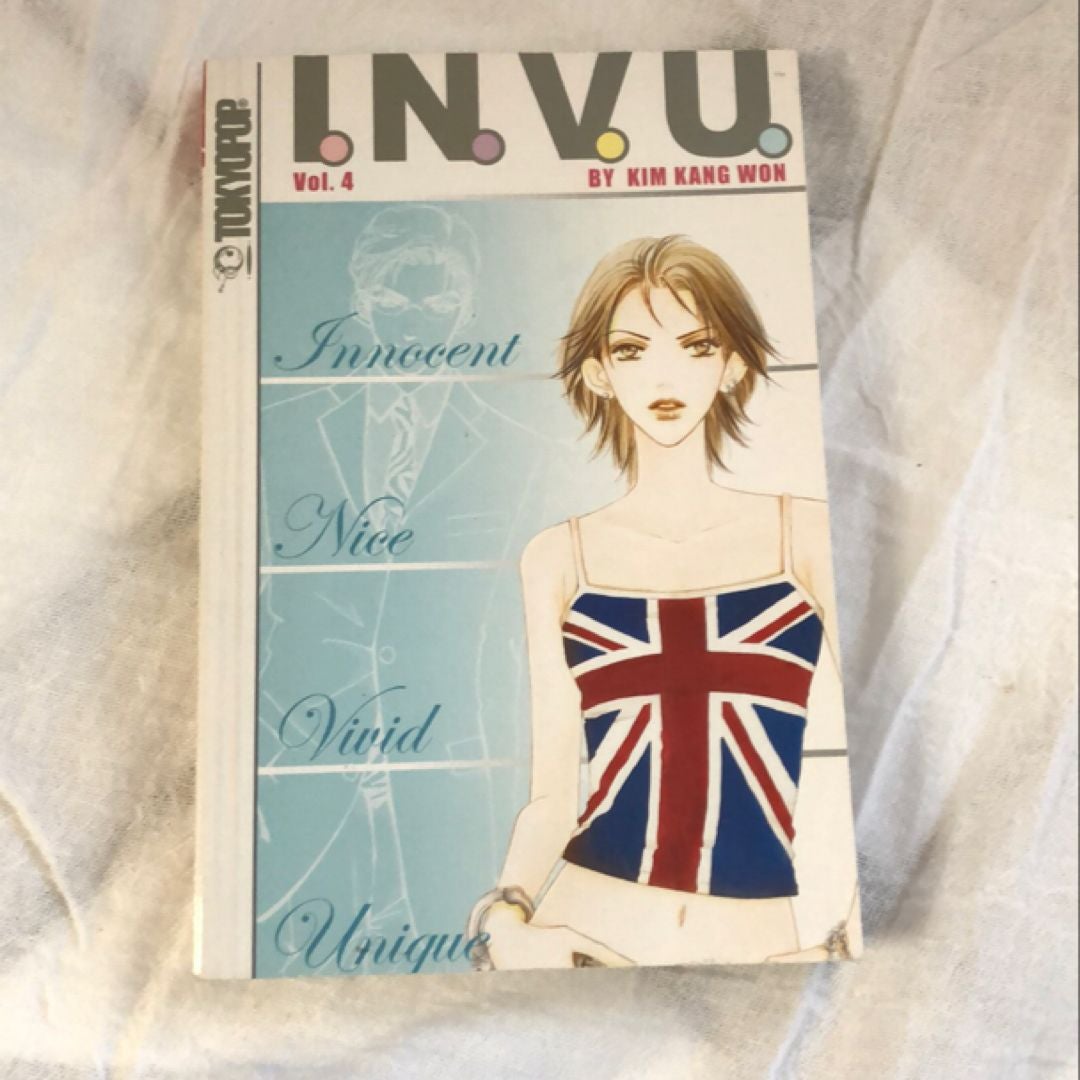 I.N.V.U.
Vol. 4
BY KIM KANG WON
TOKYOPOP®
Innocent
Nice
Vivid
Unique